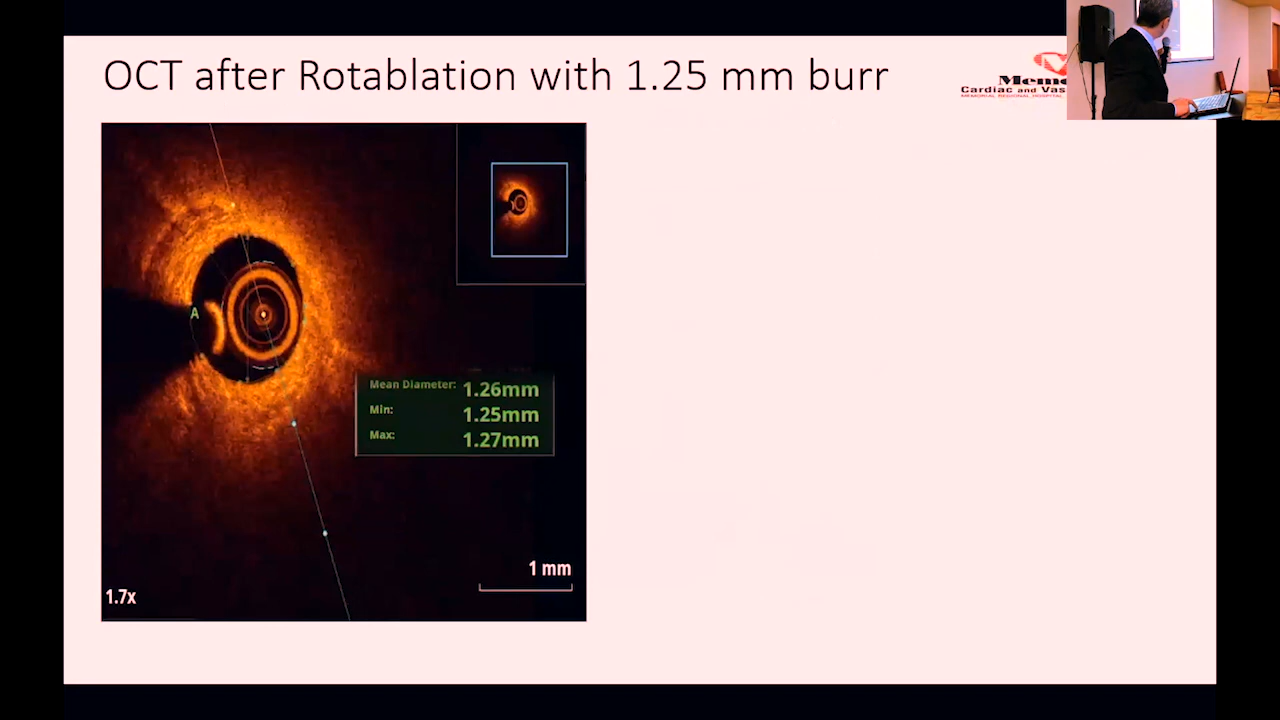 OCT after Rotablation with 1.25 mm burr
Cardiac and Vas
MEMORIAL REGIONAL HOSPITAL
A
Mean Diameter: 1.26mm
Min: 1.25mm
Max: 1.27mm
1 mm
1.7x